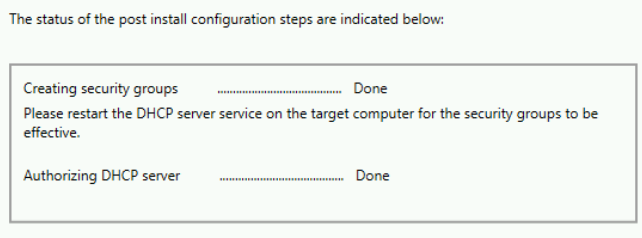 The status of the post install configuration steps are indicated below:
Creating security groups ........................................ Done
Please restart the DHCP server service on the target computer for the security groups to be
effective.
Authorizing DHCP server ........................................ Done